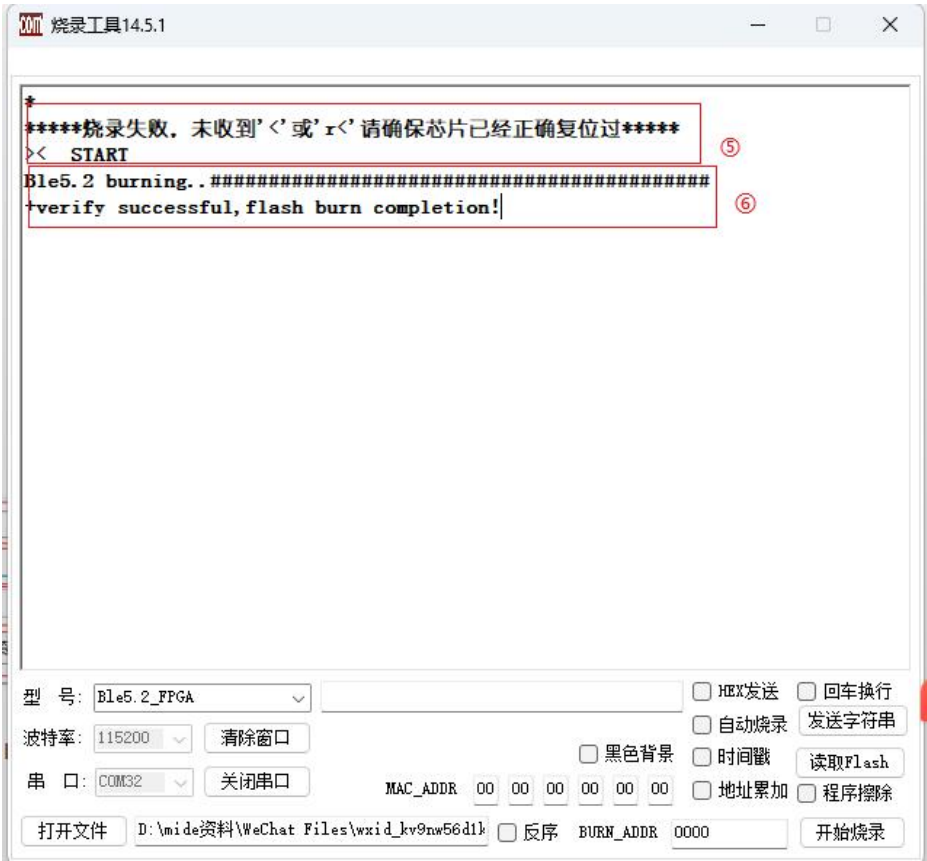 烧录工具14.5.1
*
*****烧录失败，未收到'<'或'r<'请确保芯片已经正确复位过*****
><  START
⑤
Ble5.2 burning..###########################################
+verify successful,flash burn completion!
⑥
型 号: Ble5.2_FPGA HEX发送 回车换行
自动烧录 发送字符串
波特率: 115200 清除窗口 黑色背景 时间戳 读取Flash
串 口: COM32 关闭串口 MAC_ADDR 00 00 00 00 00 00 地址累加 程序擦除
打开文件 D:\mide资料\WeChat Files\wxid_kv9nw56d1k 反序 BURN_ADDR 0000 开始烧录